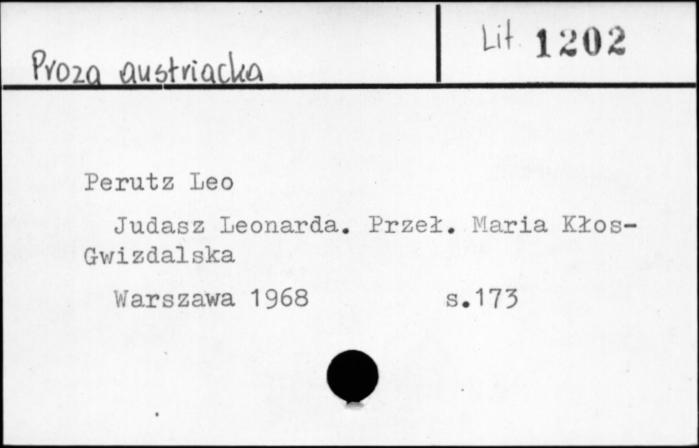 Proza austriacka
Lit. 1202
Perutz Leo
Judasz Leonarda. Przeł. Maria Kłos-
Gwizdalska
Warszawa 1968 s.173